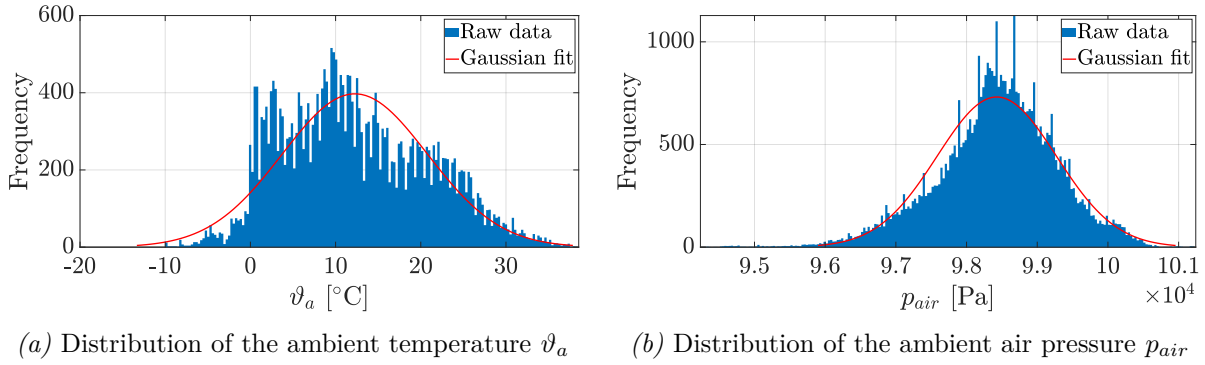 600
400
200
0
Frequency
-20
-10
0
10
20
30
ϑa [°C]
Raw data
Gaussian fit
(a) Distribution of the ambient temperature ϑa
1000
500
0
Frequency
9.5
9.6
9.7
9.8
9.9
10
10.1
×10⁴
pair [Pa]
Raw data
Gaussian fit
(b) Distribution of the ambient air pressure pair